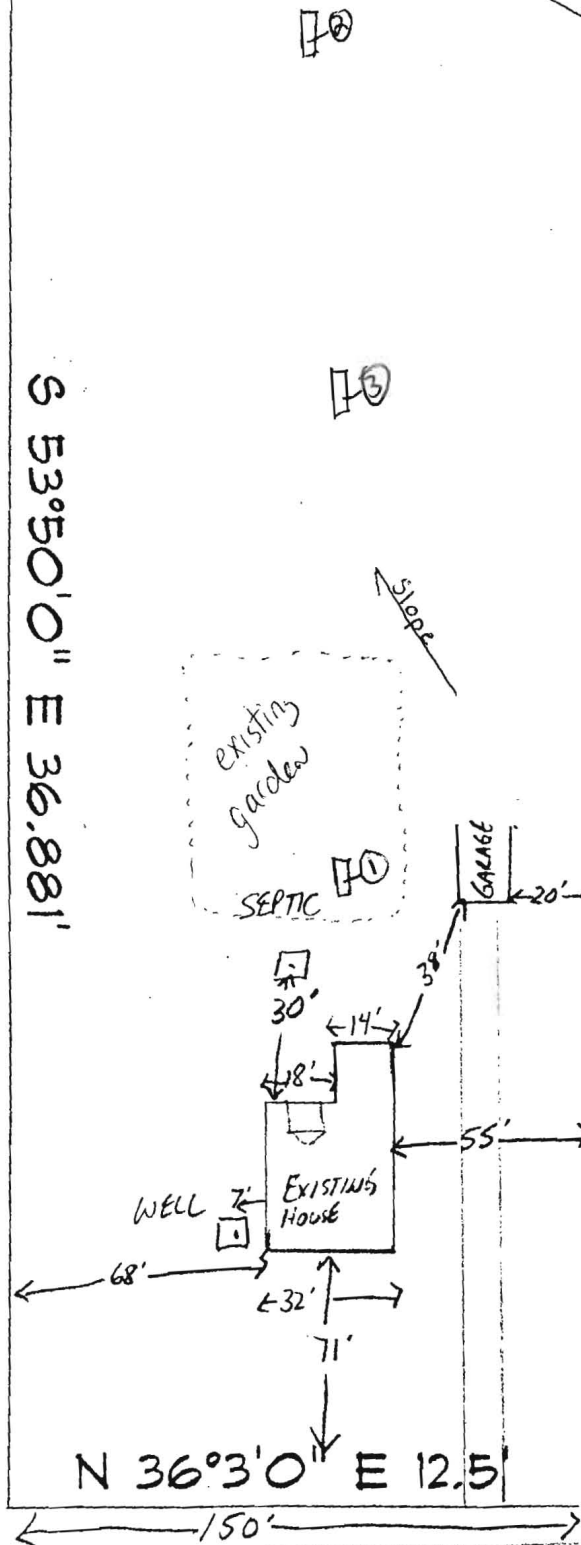 ②
③
Slope
S 53°50'0" E 36.881'
existing
garden
①
SEPTIC
GARAGE
20'
38'
30'
14'
18'
55'
WELL
7'
EXISTING
HOUSE
68'
32'
71'
N 36°3'0" E 12.5'
150'